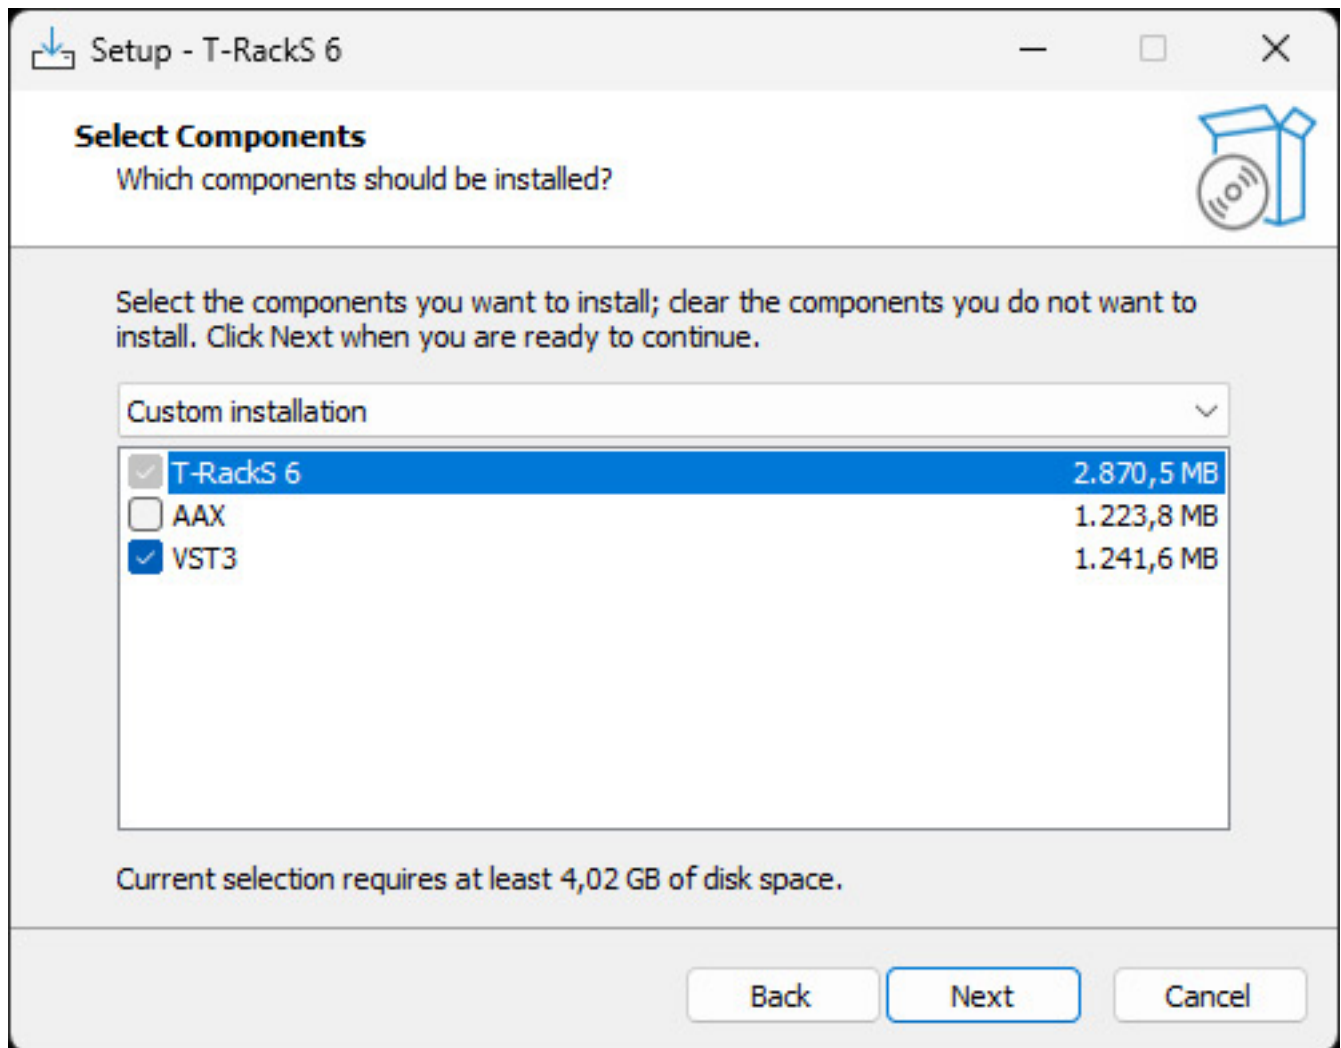 Setup - T-RackS 6
Select Components
Which components should be installed?
Select the components you want to install; clear the components you do not want to
install. Click Next when you are ready to continue.
Custom installation
T-RackS 6 2.870,5 MB
AAX 1.223,8 MB
VST3 1.241,6 MB
Current selection requires at least 4,02 GB of disk space.
Back Next Cancel